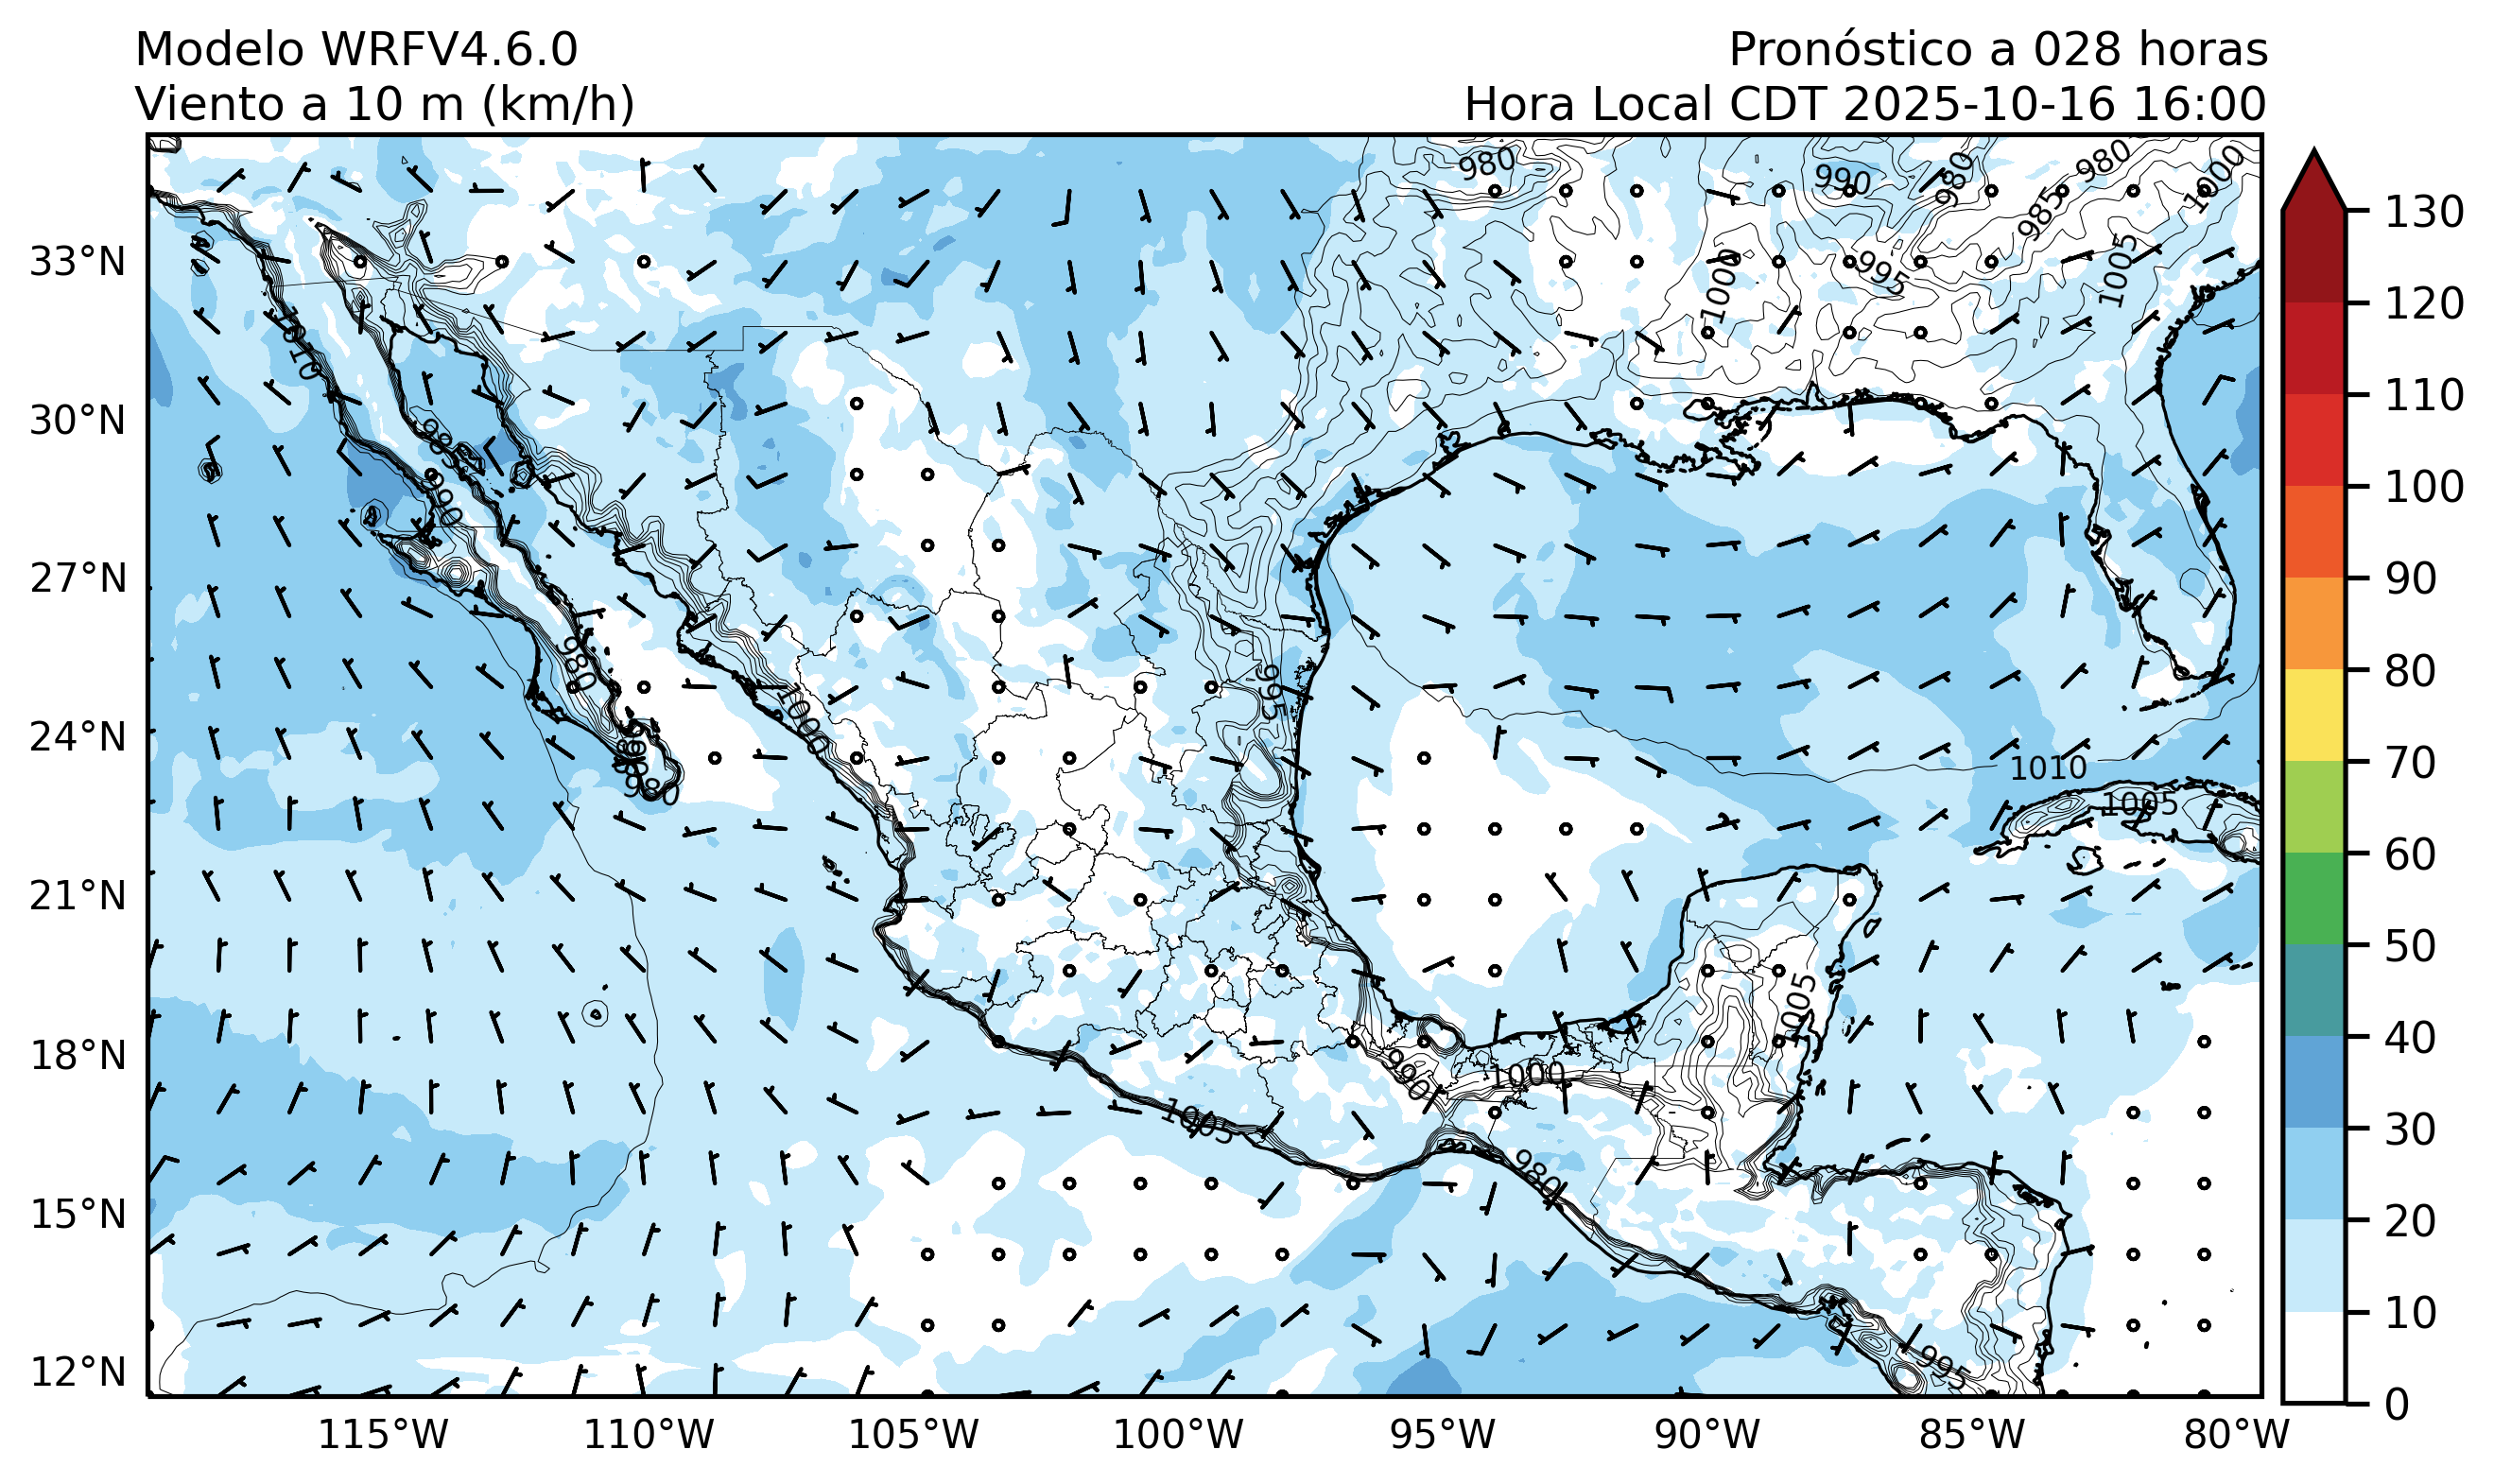 Modelo WRFV4.6.0
Pronóstico a 028 horas
Viento a 10 m (km/h)
Hora Local CDT 2025-10-16 16:00
980
990
980
980
1000
985
1005
995
1000
1010
985
990
980
995
1000
980
1010
1005
1005
990
1000
1005
980
995
33°N
30°N
27°N
24°N
21°N
18°N
15°N
12°N
115°W
110°W
105°W
100°W
95°W
90°W
85°W
80°W
130
120
110
100
90
80
70
60
50
40
30
20
10
0